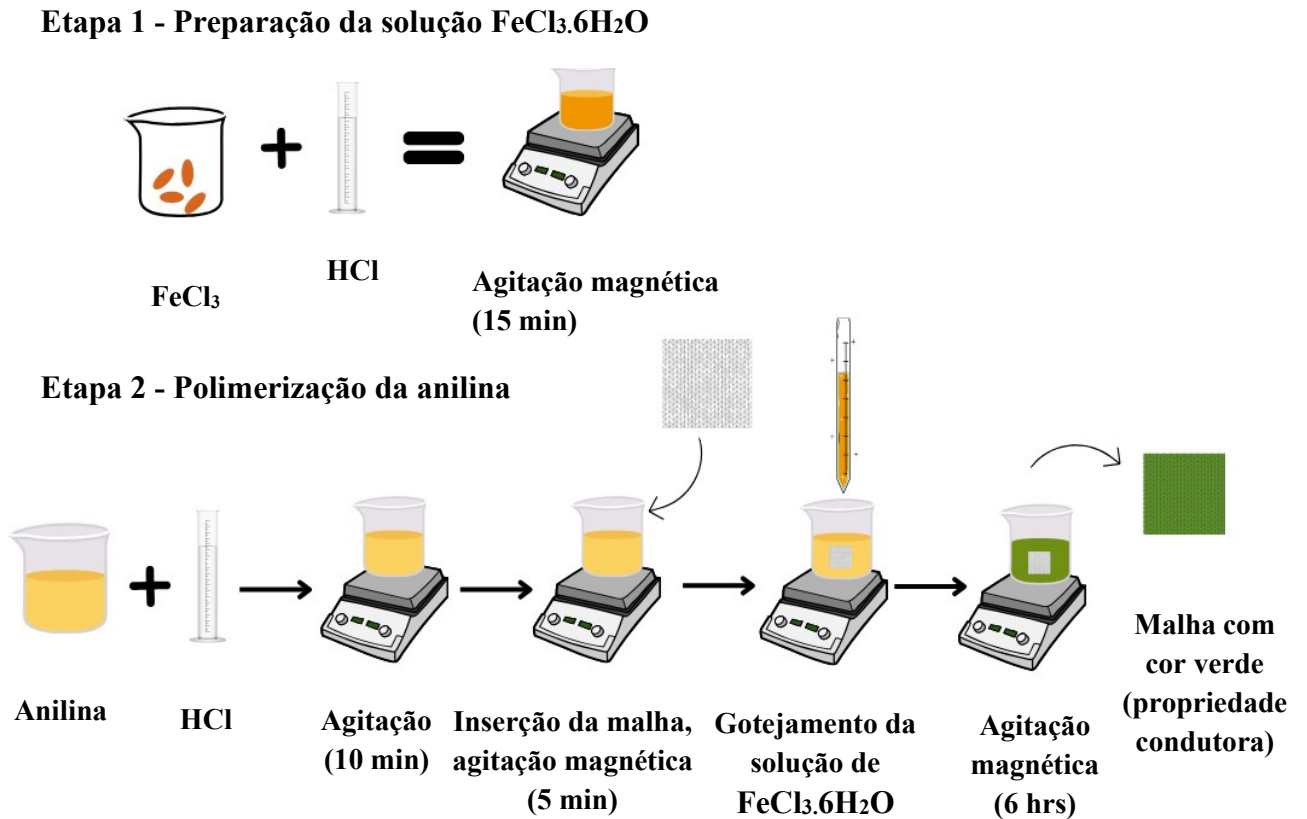 Etapa 1 - Preparação da solução FeCl₃.6H₂O
FeCl₃
HCl
Agitação magnética
(15 min)
Etapa 2 - Polimerização da anilina
Anilina
HCl
Agitação
(10 min)
Inserção da malha,
agitação magnética
(5 min)
Gotejamento da
solução de
FeCl₃.6H₂O
Agitação
magnética
(6 hrs)
Malha com
cor verde
(propriedade
condutora)